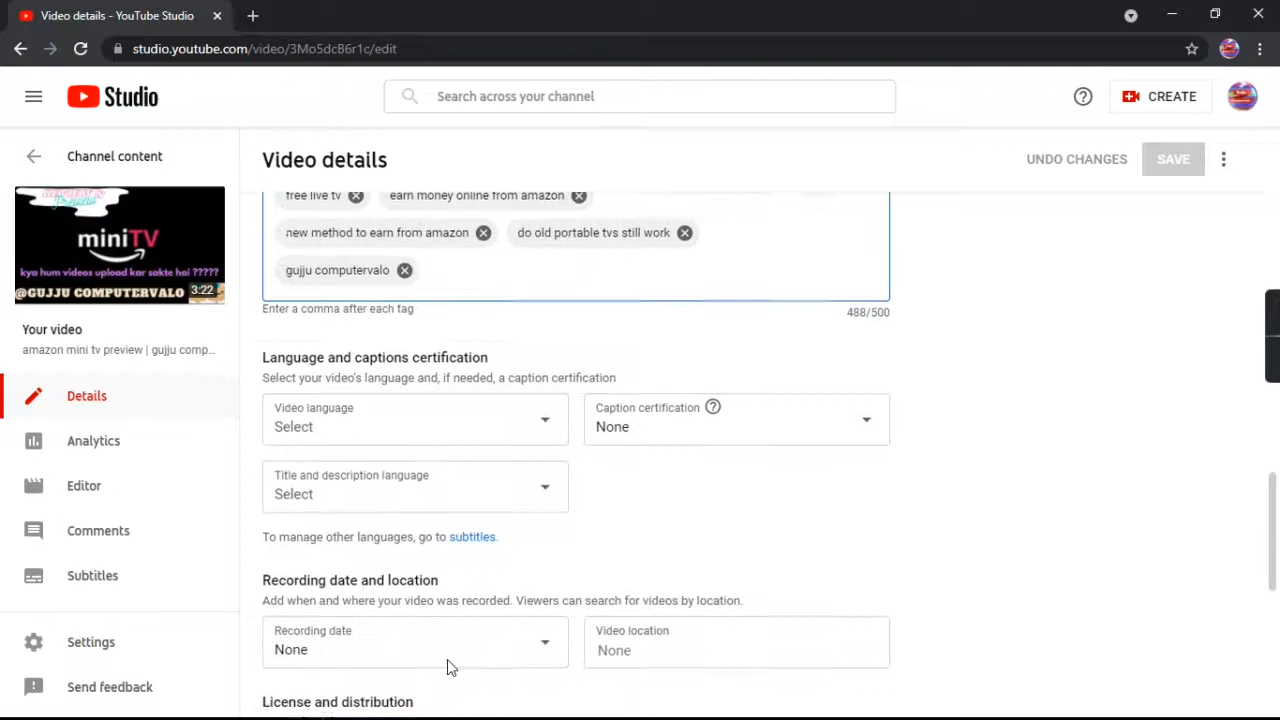 Video details - YouTube Studio
studio.youtube.com/video/3Mo5dcB6r1c/edit
Studio
Search across your channel
CREATE
Channel content
Video details
UNDO CHANGES
SAVE
miniTV
kya hum videos upload kar sakte hai ?????
@GUJJU COMPUTERVALO
3:22
Your video
amazon mini tv preview | gujju comp...
Details
Analytics
Editor
Comments
Subtitles
Settings
Send feedback
free live tv
earn money online from amazon
new method to earn from amazon
do old portable tvs still work
gujju computervalo
Enter a comma after each tag
488/500
Language and captions certification
Select your video's language and, if needed, a caption certification
Video language
Select
Caption certification
None
Title and description language
Select
To manage other languages, go to subtitles.
Recording date and location
Add when and where your video was recorded. Viewers can search for videos by location.
Recording date
None
Video location
None
License and distribution